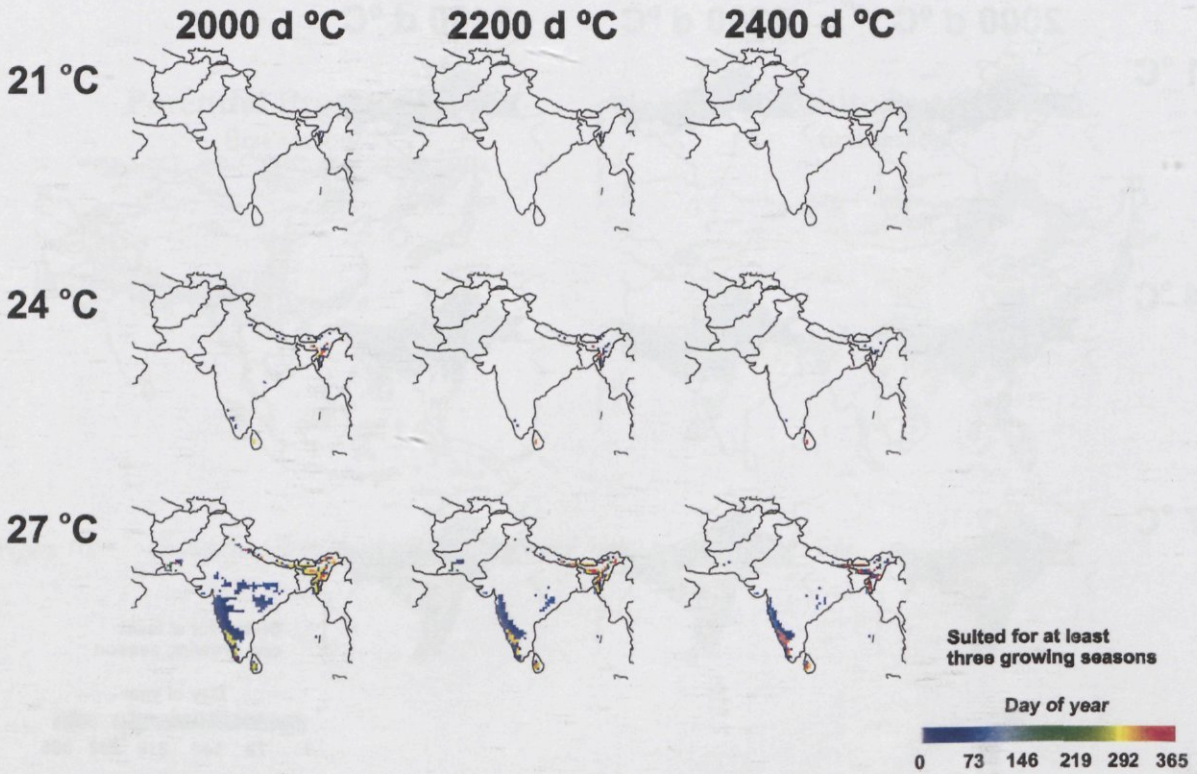 2000 d ºC 2200 d ºC 2400 d ºC
21 °C
24 °C
27 °C
Suited for at least
three growing seasons
Day of year
0 73 146 219 292 365